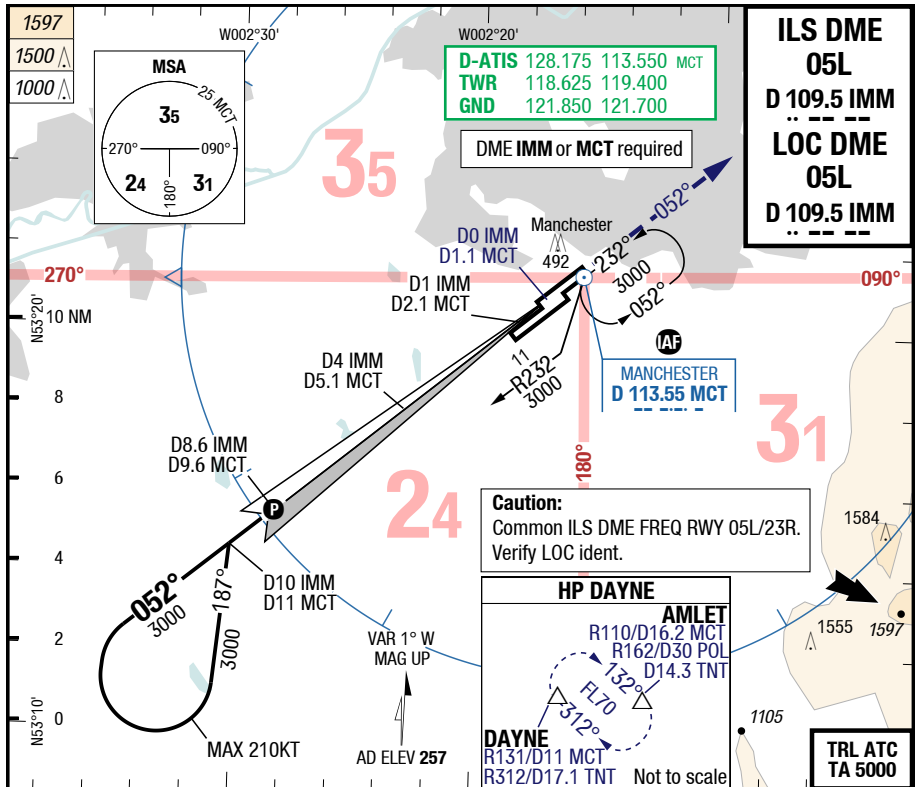 1597
1500
1000
W002°30'
W002°20'
MSA
25 MCT
35
270°
090°
24
31
180°
D-ATIS 128.175 113.550 MCT
TWR 118.625 119.400
GND 121.850 121.700
DME IMM or MCT required
ILS DME
05L
D 109.5 IMM
LOC DME
05L
D 109.5 IMM
35
052°
Manchester
492
D0 IMM
D1.1 MCT
232°
3000
052°
270°
090°
D1 IMM
D2.1 MCT
N53°20'
10 NM
IAF
11
R232
3000
MANCHESTER
D 113.55 MCT
D4 IMM
D5.1 MCT
8
31
D8.6 IMM
D9.6 MCT
180°
6
P
24
Caution:
Common ILS DME FREQ RWY 05L/23R.
Verify LOC ident.
1584
4
052°
3000
187°
3000
D10 IMM
D11 MCT
HP DAYNE
AMLET
R110/D16.2 MCT
R162/D30 POL
D14.3 TNT
132°
FL70
312°
DAYNE
R131/D11 MCT
R312/D17.1 TNT
Not to scale
1555
1597
2
VAR 1° W
MAG UP
N53°10'
0
MAX 210KT
AD ELEV 257
1105
TRL ATC
TA 5000